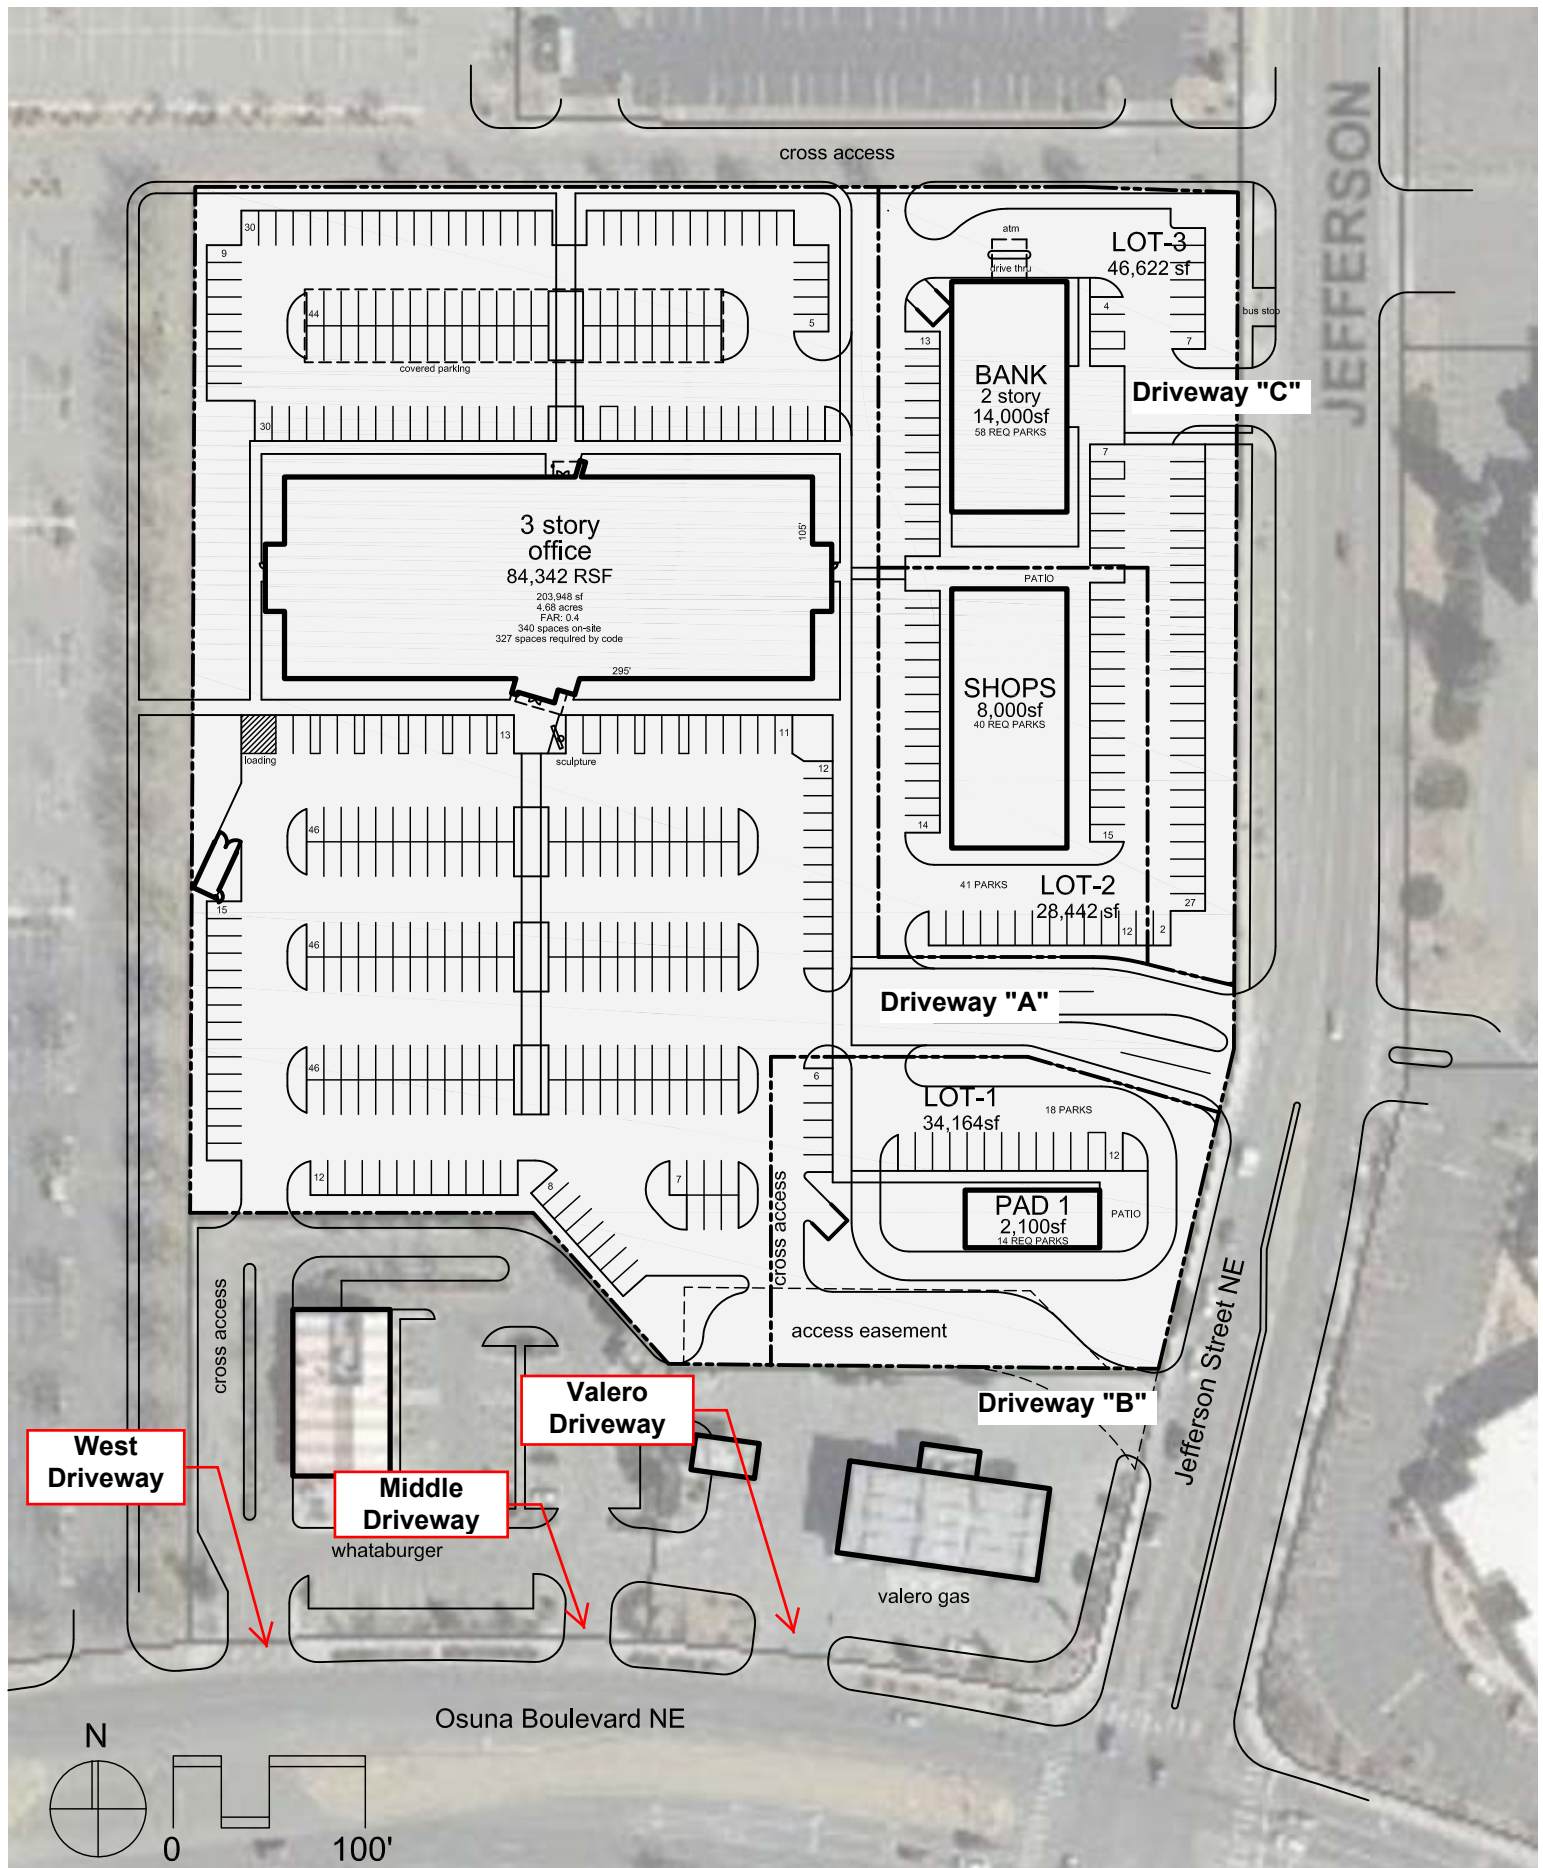 cross access
JEFFERSON
30
9
44
5
covered parking
30
atm
drive thru
LOT-3
46,622 sf
4
7
bus stop
13
BANK
2 story
14,000sf
58 REQ PARKS
Driveway "C"
7
3 story
office
84,342 RSF
203,948 sf
4.68 acres
FAR: 0.4
340 spaces on-site
327 spaces required by code
105'
295'
PATIO
SHOPS
8,000sf
40 REQ PARKS
loading
13
sculpture
11
12
14
15
46
41 PARKS
LOT-2
28,442 sf
27
12
2
15
46
Driveway "A"
46
6
LOT-1
34,164sf
18 PARKS
12
12
8
7
cross access
PAD 1
2,100sf
14 REQ PARKS
PATIO
cross access
access easement
Jefferson Street NE
Valero
Driveway
Driveway "B"
West
Driveway
Middle
Driveway
whataburger
valero gas
Osuna Boulevard NE
N
0
100'